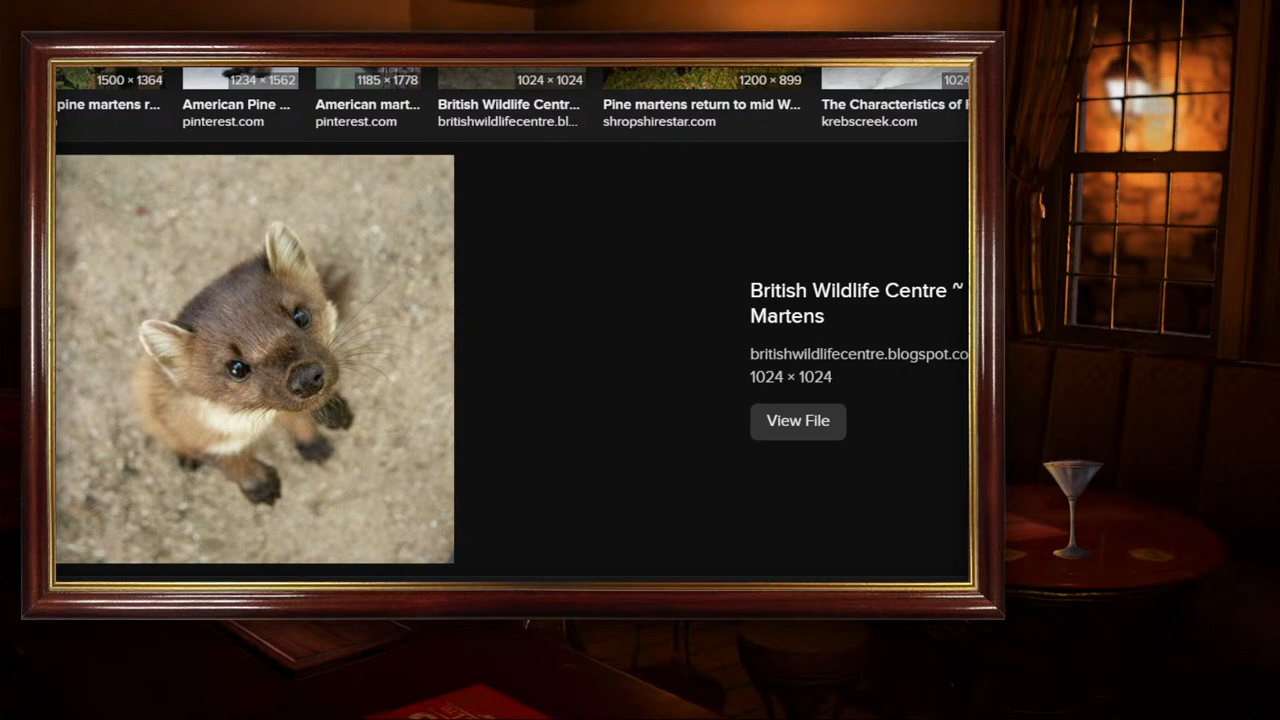 1500 × 1364
pine martens r...
1234 × 1562
American Pine ...
pinterest.com
1185 × 1778
American mart...
pinterest.com
1024 × 1024
British Wildlife Centr...
britishwildlifecentre.bl...
1200 × 899
Pine martens return to mid W...
shropshirestar.com
1024
The Characteristics of
krebscreek.com
British Wildlife Centre ~
Martens
britishwildlifecentre.blogspot.co
1024 × 1024
View File